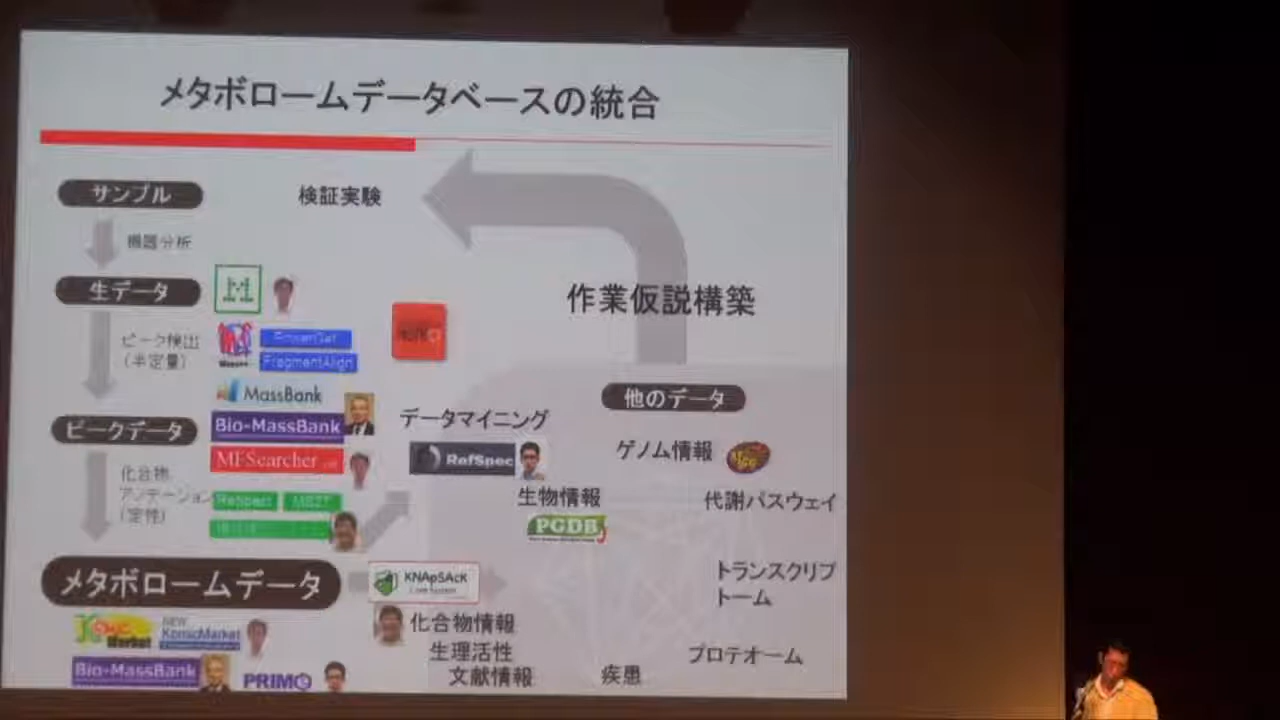 メタボロームデータベースの統合
サンプル
検証実験
機器分析
生データ
作業仮説構築
ピーク検出
(半定量)
FragmentAlign
MassBank
他のデータ
Bio-MassBank
データマイニング
ピークデータ
MFSearcher
RefSpec
ゲノム情報
化合物
アノテーション
(定性)
生物情報
代謝パスウェイ
PGDB
メタボロームデータ
KNApSAcK
トランスクリプ
トーム
Market
NEW
KomicMarket
化合物情報
生理活性
プロテオーム
Bio-MassBank
PRIMe
文献情報
疾患